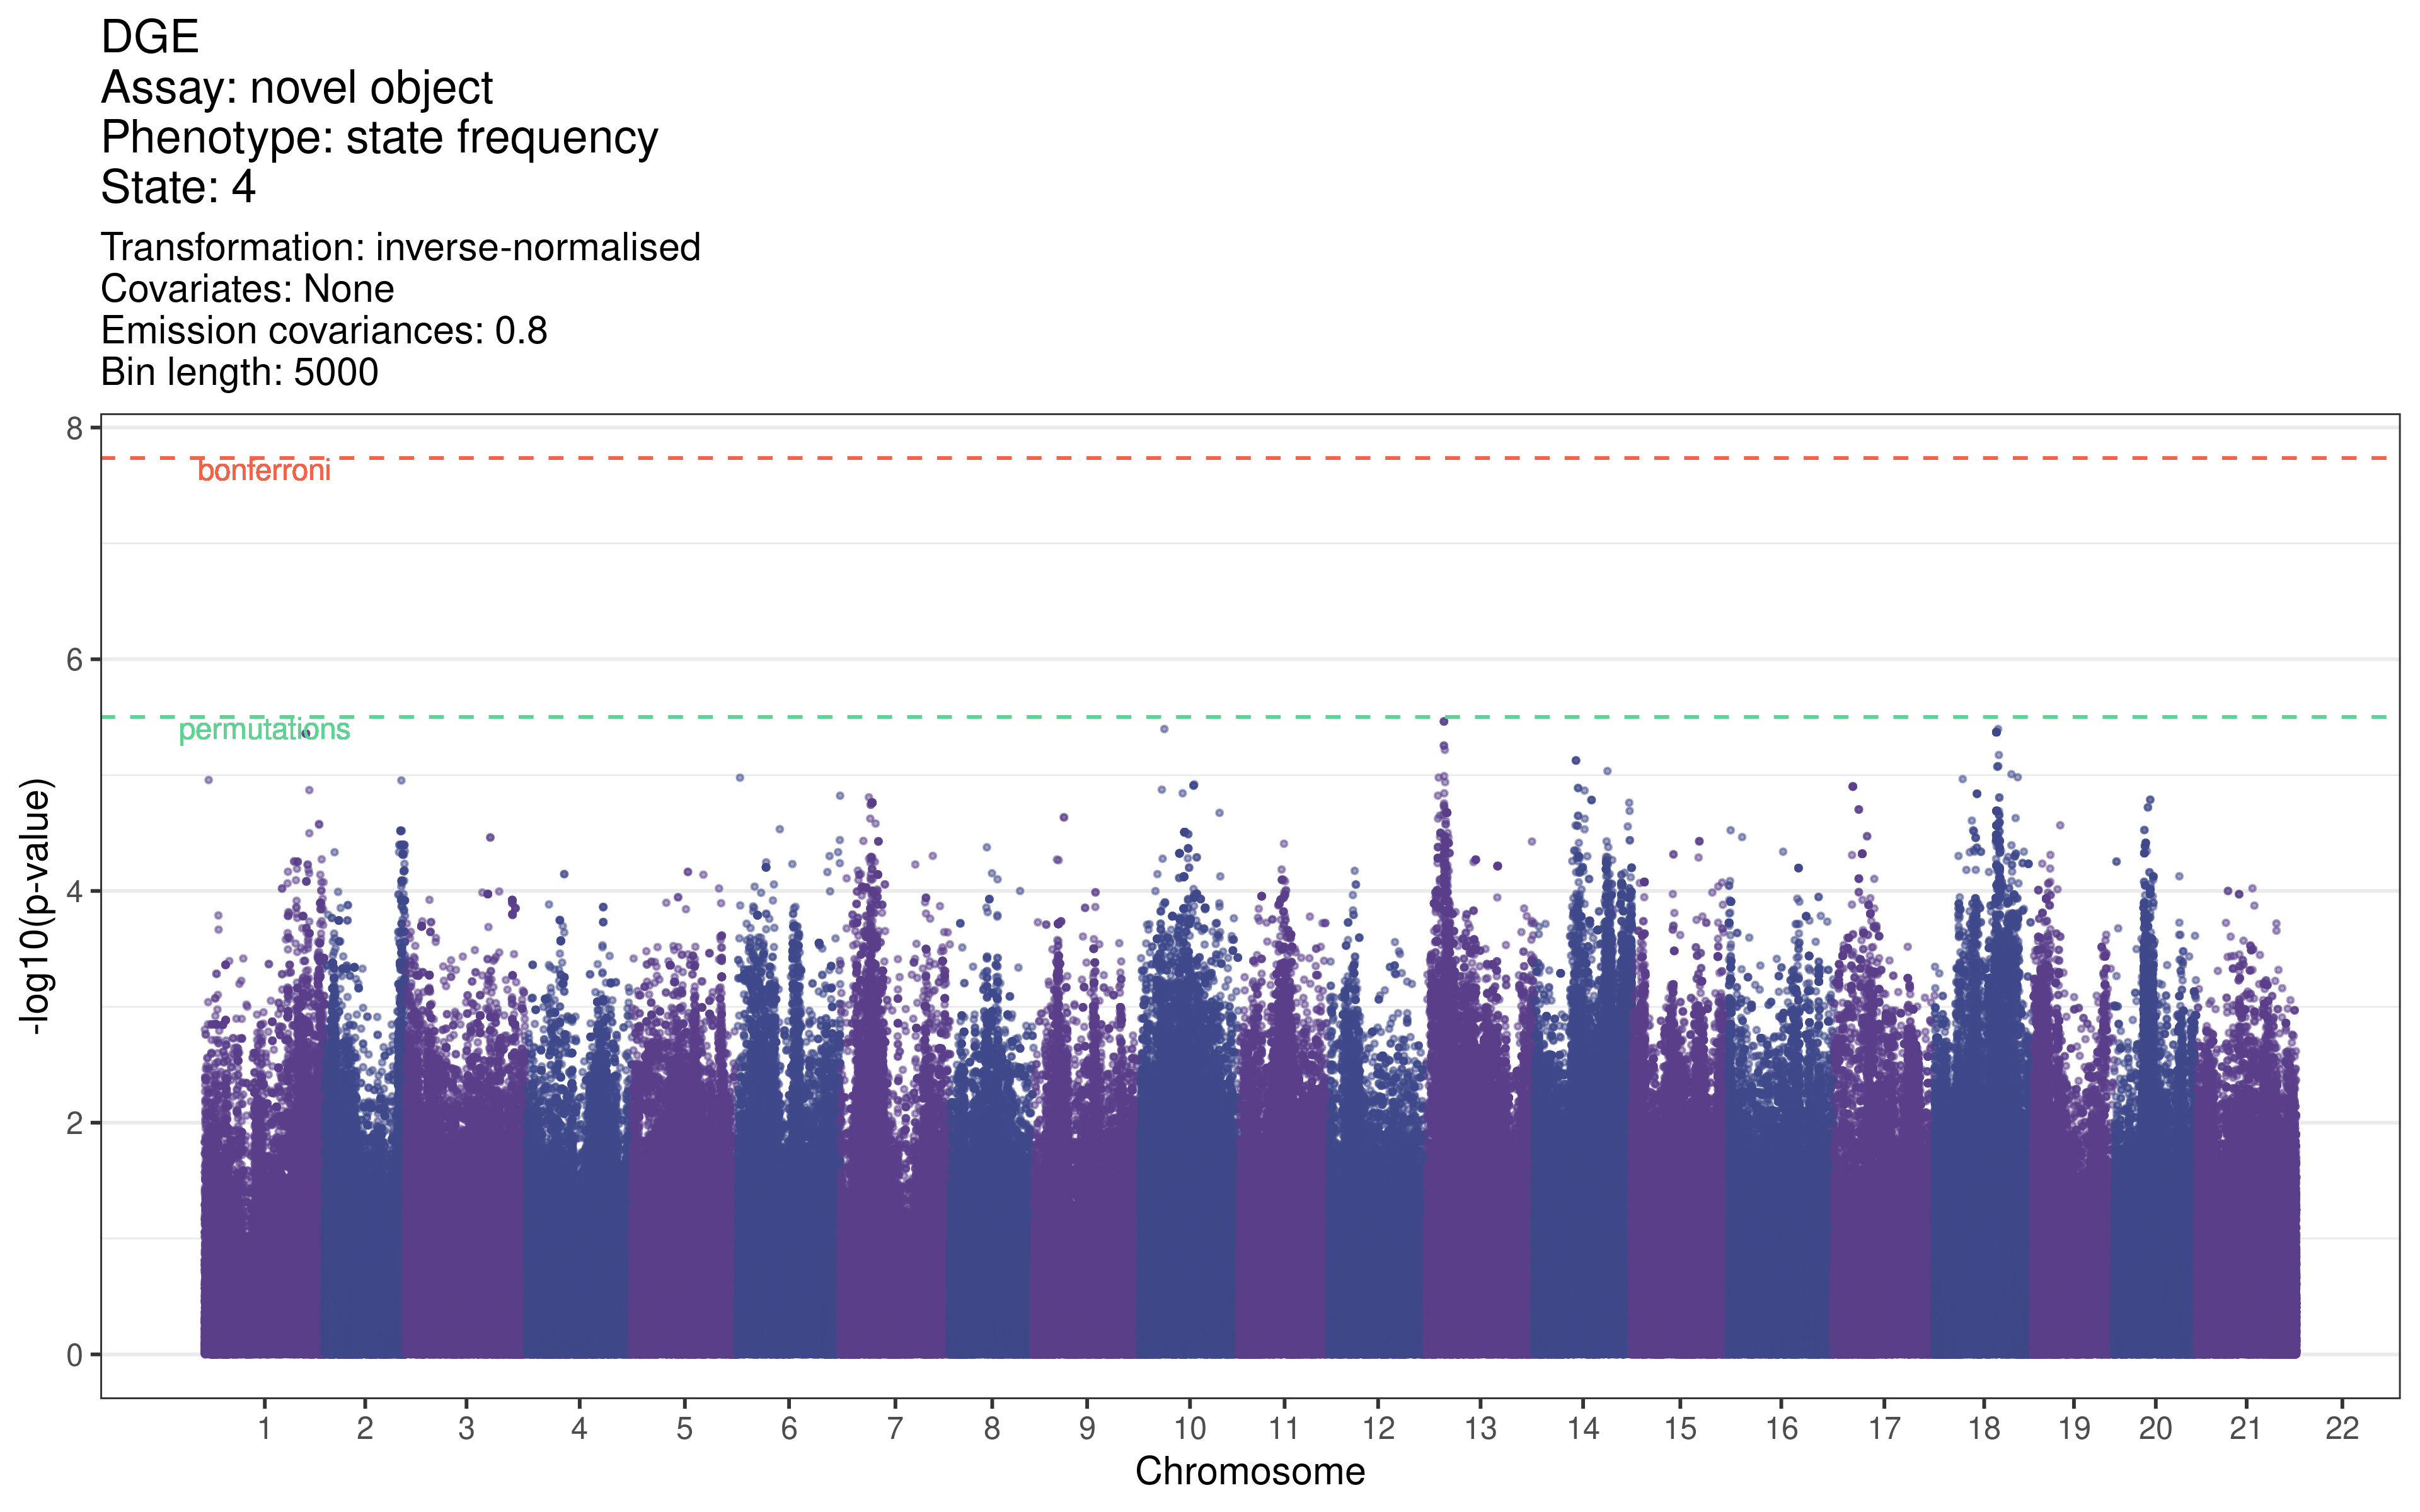 DGE
Assay: novel object
Phenotype: state frequency
State: 4
Transformation: inverse-normalised
Covariates: None
Emission covariances: 0.8
Bin length: 5000
8
bonferroni
6
permutations
4
2
0
-log10(p-value)
1 2 3 4 5 6 7 8 9 10 11 12 13 14 15 16 17 18 19 20 21 22
Chromosome